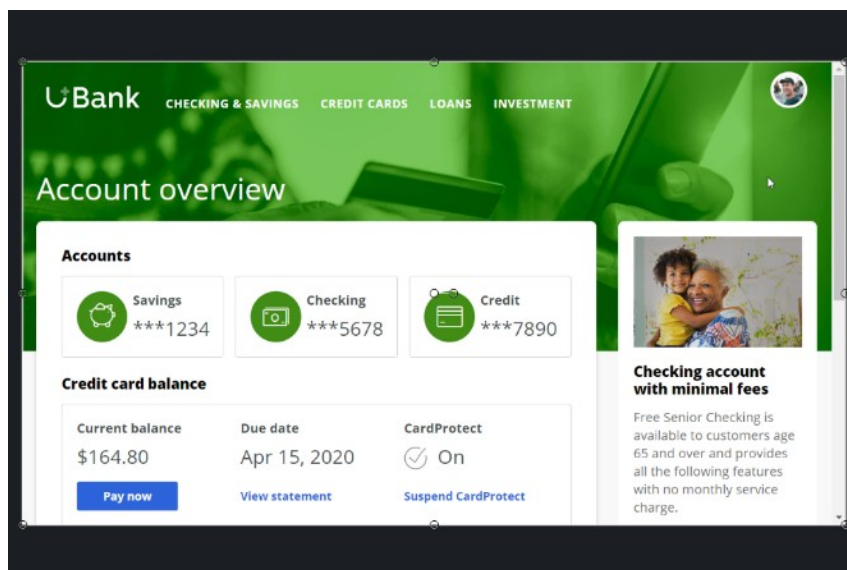 U+Bank
CHECKING & SAVINGS CREDIT CARDS LOANS INVESTMENT
Account overview
Accounts
Savings
***1234
Checking
***5678
Credit
***7890
Credit card balance
Current balance
$164.80
Pay now
Due date
Apr 15, 2020
View statement
CardProtect
On
Suspend CardProtect
Checking account
with minimal fees
Free Senior Checking is
available to customers age
65 and over and provides
all the following features
with no monthly service
charge.